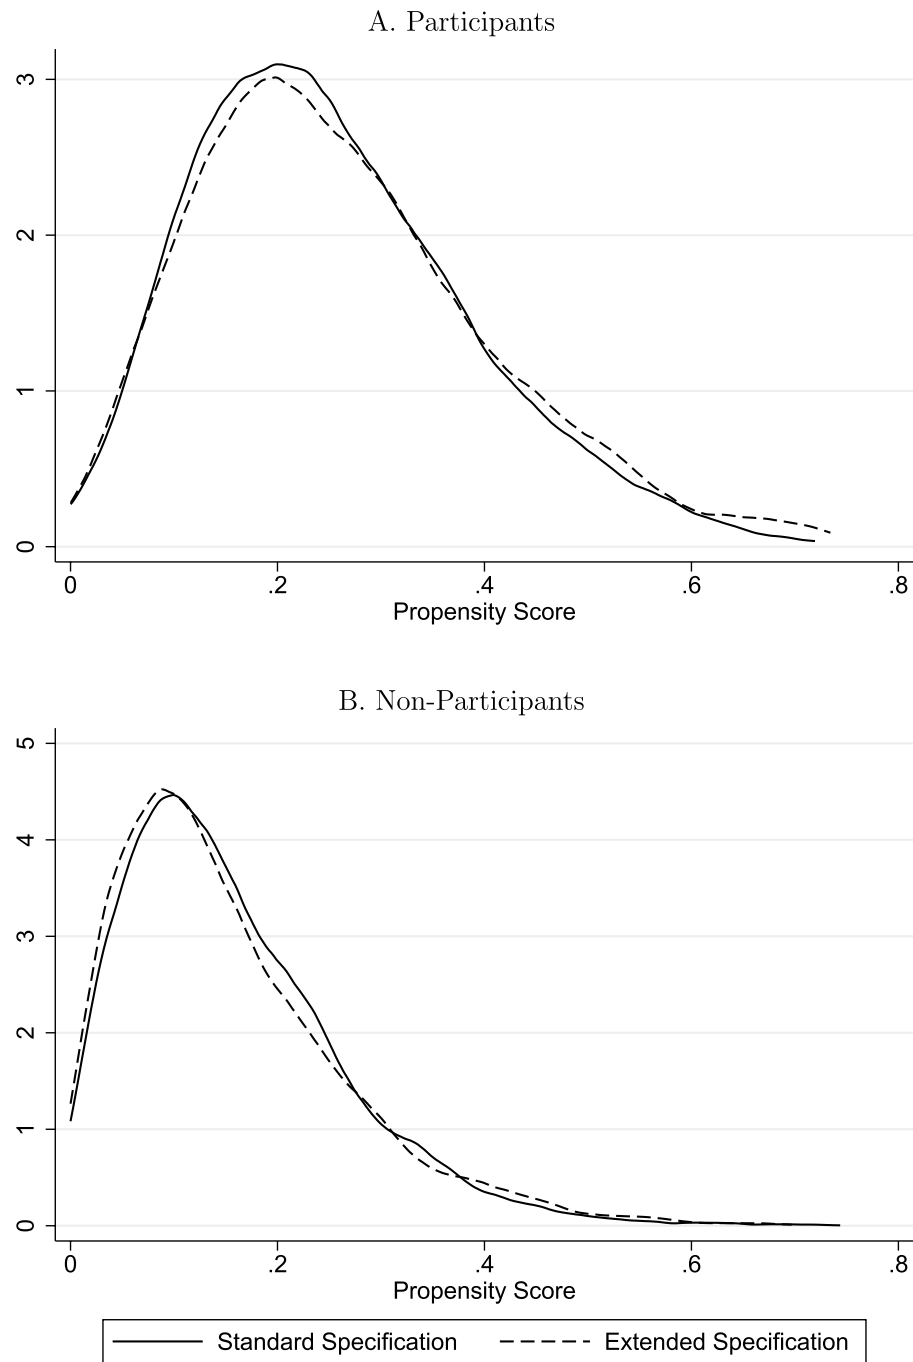 A. Participants
3
2
1
0
0 .2 .4 .6 .8
Propensity Score
B. Non-Participants
5
4
3
2
1
0
0 .2 .4 .6 .8
Propensity Score
Standard Specification Extended Specification